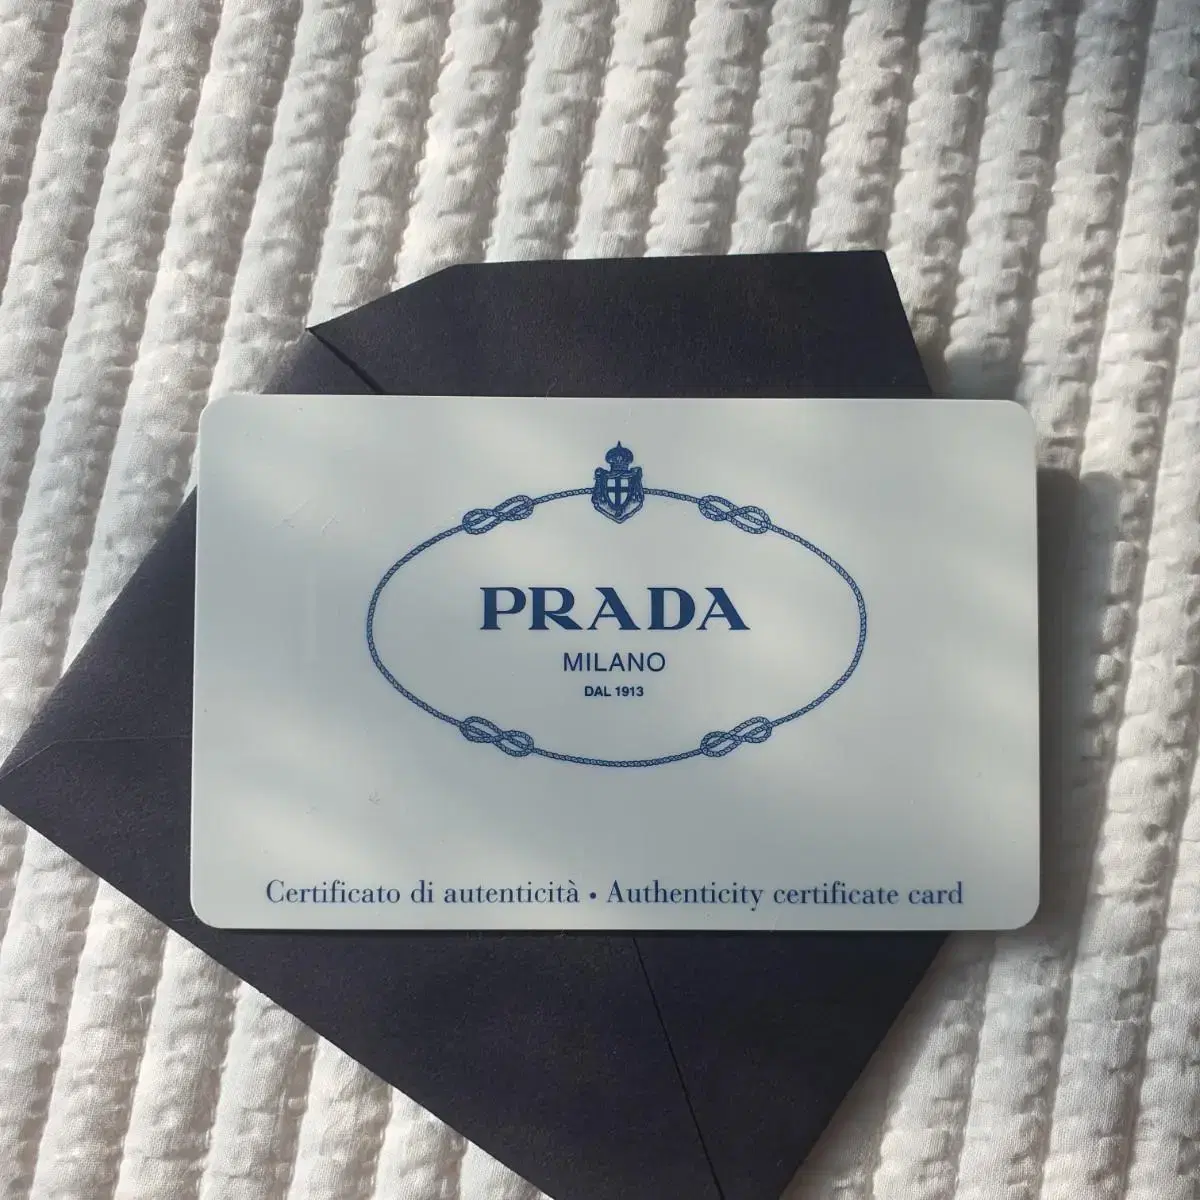 PRADA
MILANO
DAL 1913
Certificato di autenticità • Authenticity certificate card